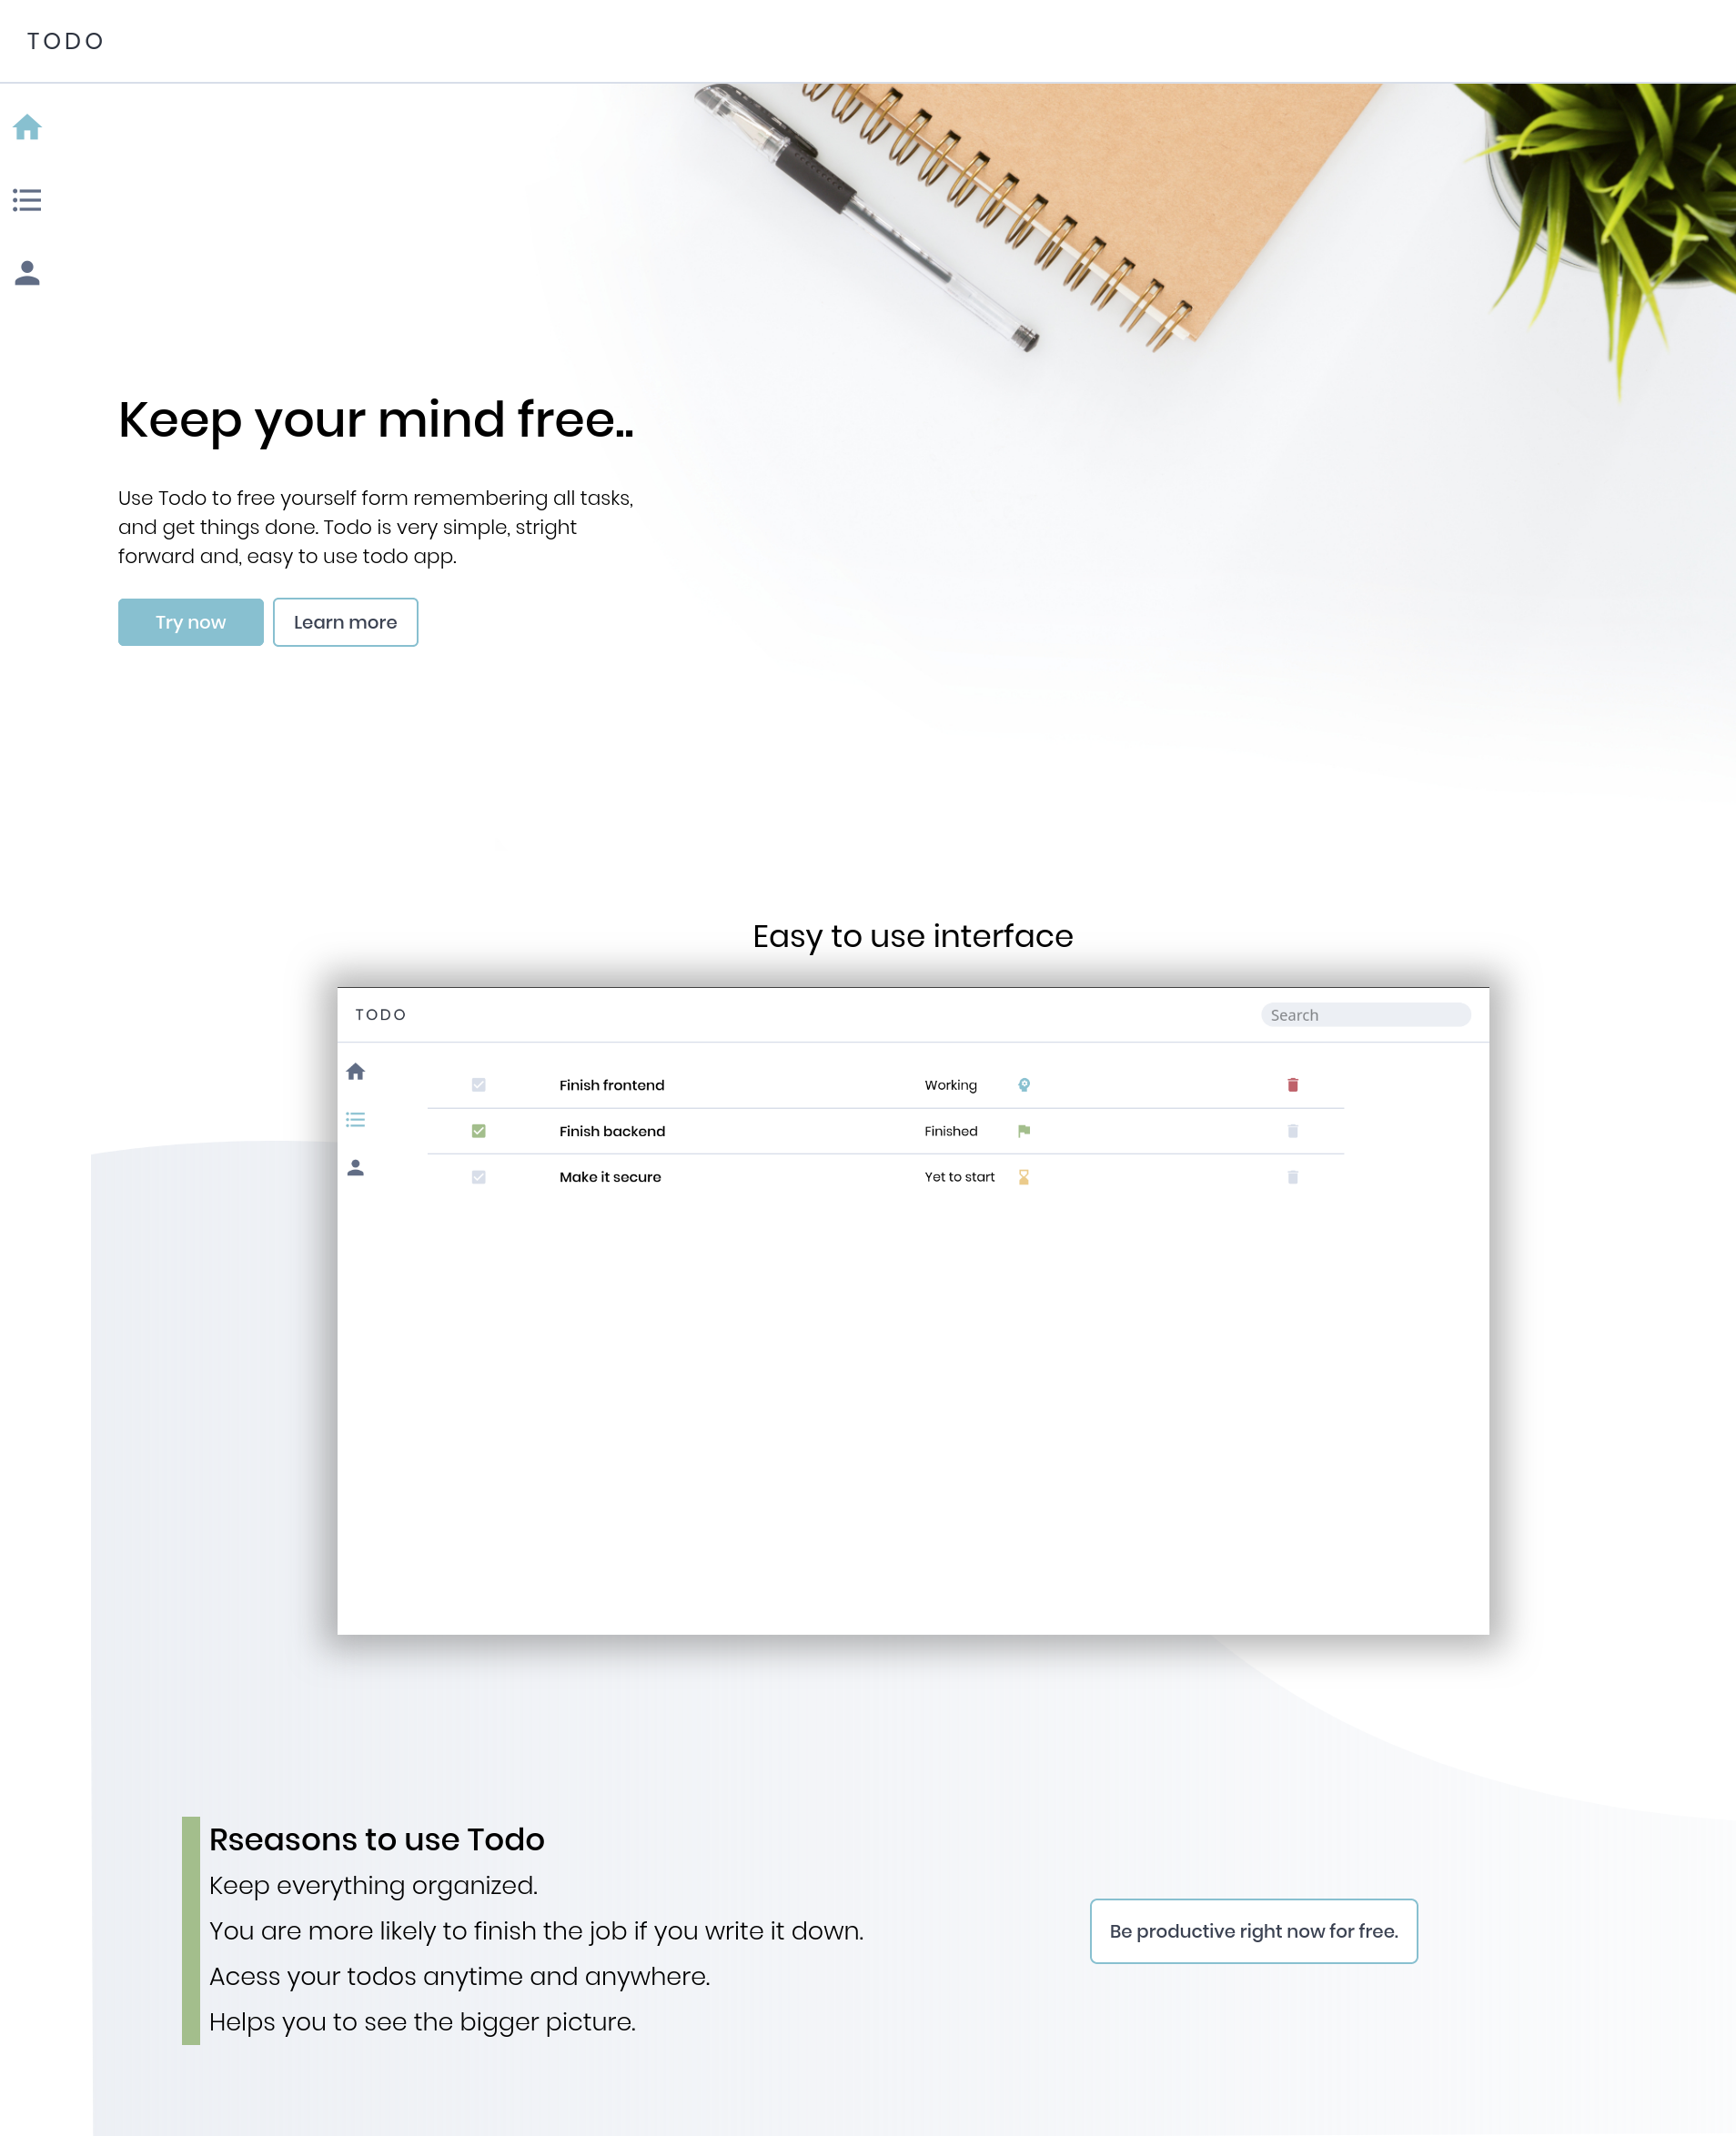 TODO
Keep your mind free..
Use Todo to free yourself form remembering all tasks,
and get things done. Todo is very simple, stright
forward and, easy to use todo app.
Try now
Learn more
Easy to use interface
TODO
Search
Finish frontend
Working
Finish backend
Finished
Make it secure
Yet to start
Rseasons to use Todo
Keep everything organized.
You are more likely to finish the job if you write it down.
Acess your todos anytime and anywhere.
Helps you to see the bigger picture.
Be productive right now for free.